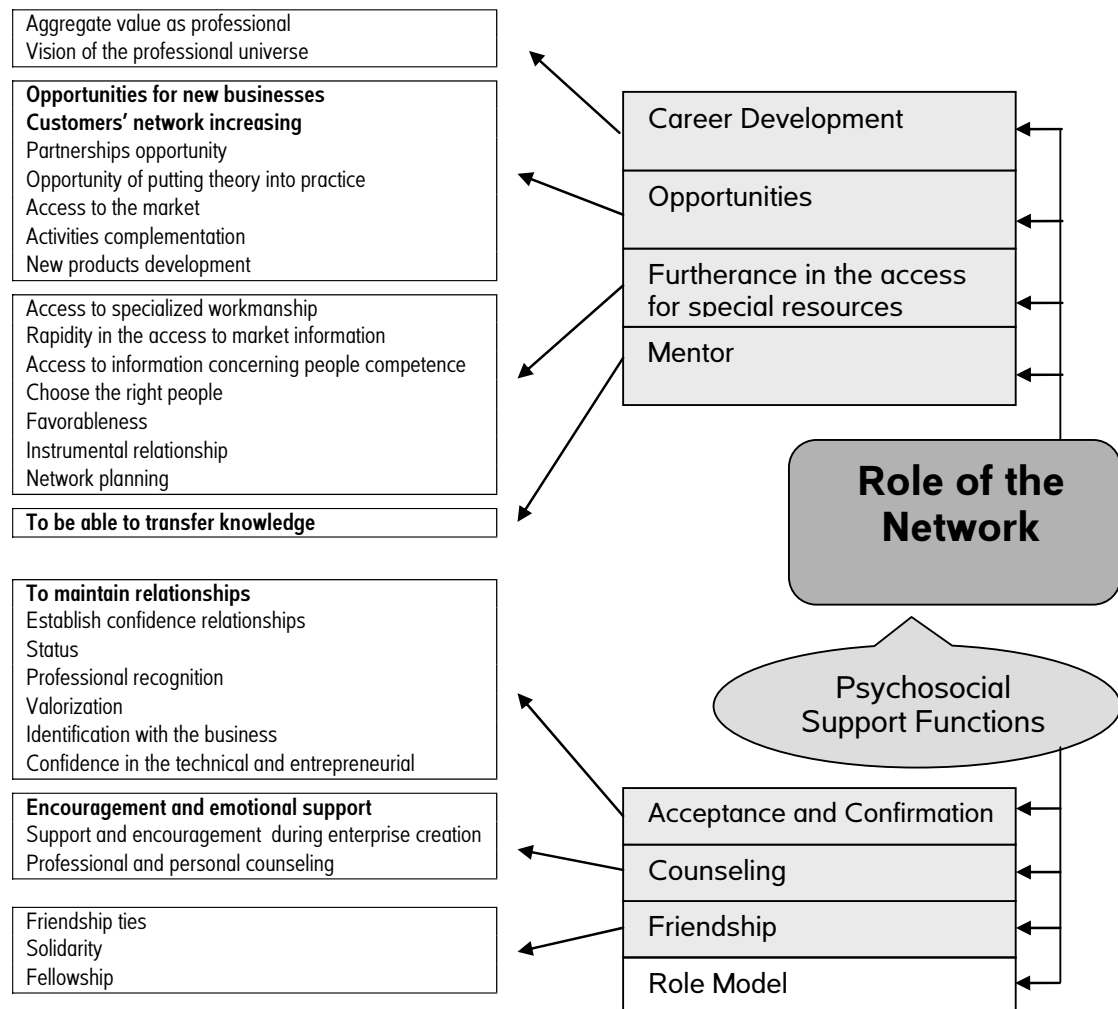 Aggregate value as professional
Vision of the professional universe
Opportunities for new businesses
Customers’ network increasing
Partnerships opportunity
Opportunity of putting theory into practice
Access to the market
Activities complementation
New products development
Access to specialized workmanship
Rapidity in the access to market information
Access to information concerning people competence
Choose the right people
Favorableness
Instrumental relationship
Network planning
To be able to transfer knowledge
To maintain relationships
Establish confidence relationships
Status
Professional recognition
Valorization
Identification with the business
Confidence in the technical and entrepreneurial
Encouragement and emotional support
Support and encouragement during enterprise creation
Professional and personal counseling
Friendship ties
Solidarity
Fellowship
Career Development
Opportunities
Furtherance in the access
for special resources
Mentor
Role of the
Network
Psychosocial
Support Functions
Acceptance and Confirmation
Counseling
Friendship
Role Model